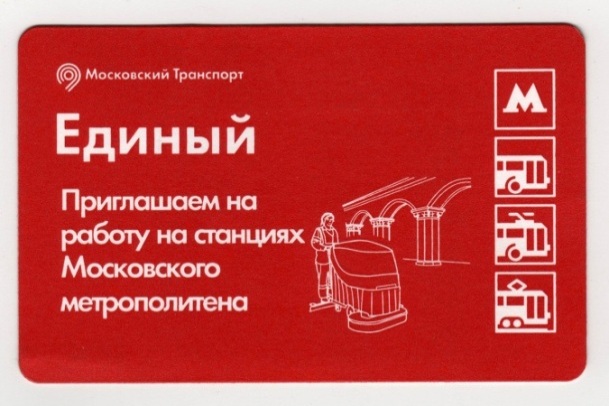 Московский Транспорт
Единый
Приглашаем на
работу на станциях
Московского
метрополитена
М